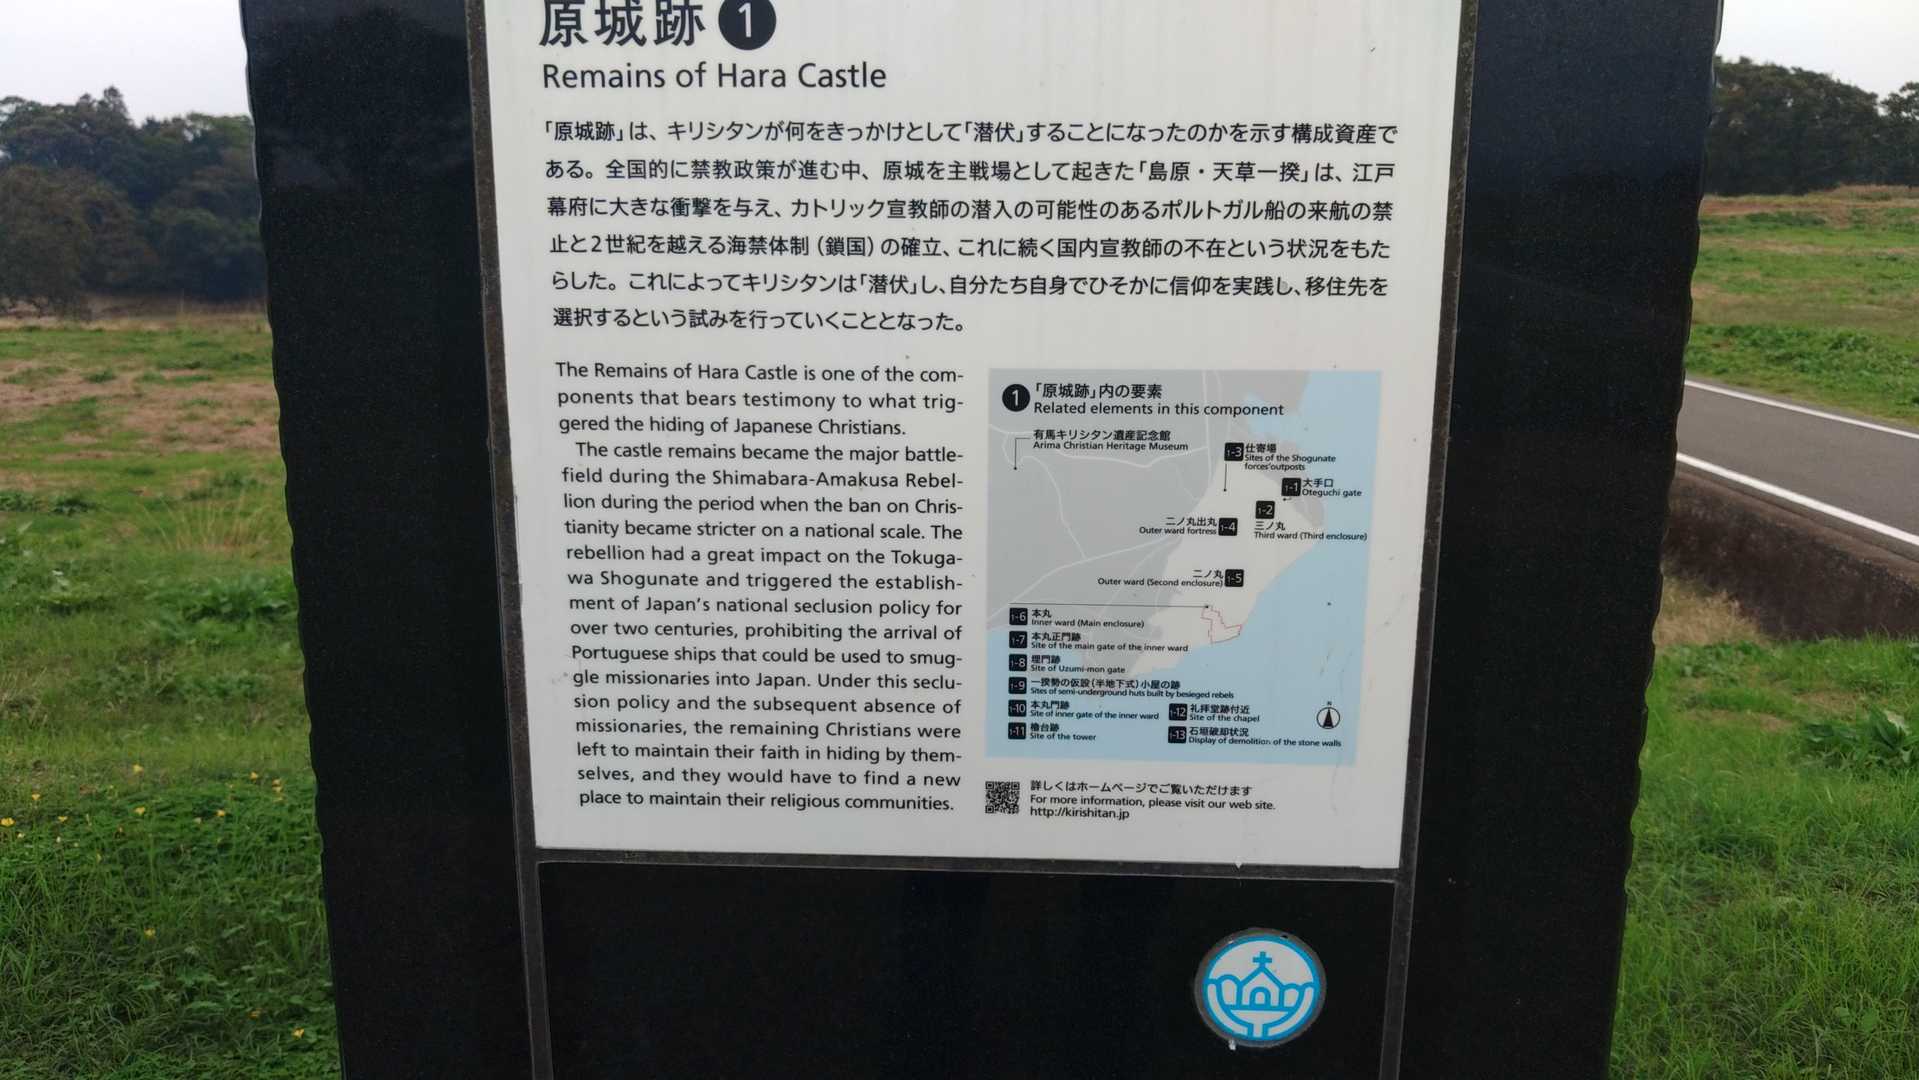 原城跡 1
Remains of Hara Castle
「原城跡」は、キリシタンが何をきっかけとして「潜伏」することになったのかを示す構成資産で
ある。全国的に禁教政策が進む中、原城を主戦場として起きた「島原・天草一揆」は、江戸
幕府に大きな衝撃を与え、カトリック宣教師の潜入の可能性のあるポルトガル船の来航の禁
止と2世紀を越える海禁体制（鎖国）の確立、これに続く国内宣教師の不在という状況をもた
らした。これによってキリシタンは「潜伏」し、自分たち自身でひそかに信仰を実践し、移住先を
選択するという試みを行っていくこととなった。
The Remains of Hara Castle is one of the com-
ponents that bears testimony to what trig-
gered the hiding of Japanese Christians.
The castle remains became the major battle-
field during the Shimabara-Amakusa Rebel-
lion during the period when the ban on Chris-
tianity became stricter on a national scale. The
rebellion had a great impact on the Tokuga-
wa Shogunate and triggered the establish-
ment of Japan's national seclusion policy for
over two centuries, prohibiting the arrival of
Portuguese ships that could be used to smug-
gle missionaries into Japan. Under this seclu-
sion policy and the subsequent absence of
missionaries, the remaining Christians were
left to maintain their faith in hiding by them-
selves, and they would have to find a new
place to maintain their religious communities.
1 「原城跡」内の要素
Related elements in this component
有馬キリシタン遺産記念館
Arima Christian Heritage Museum
1-3 仕寄場
Sites of the Shogunate
forces'outposts
1-1 大手口
Oteguchi gate
1-2
三ノ丸
Third ward (Third enclosure)
二ノ丸出丸 1-4
Outer ward fortress
二ノ丸 1-5
Outer ward (Second enclosure)
1-6 本丸
Inner ward (Main enclosure)
1-7 本丸正門跡
Site of the main gate of the inner ward
1-8 埋門跡
Site of Uzumi-mon gate
1-9 一揆勢の仮設（半地下式）小屋の跡
Sites of semi-underground huts built by besieged rebels
1-10 本丸門跡
Site of inner gate of the inner ward
1-11 櫓台跡
Site of the tower
1-12 礼拝堂跡付近
Site of the chapel
1-13 石垣破却状況
Display of demolition of the stone walls
N
詳しくはホームページでご覧いただけます
For more information, please visit our web site.
http://kirishitan.jp